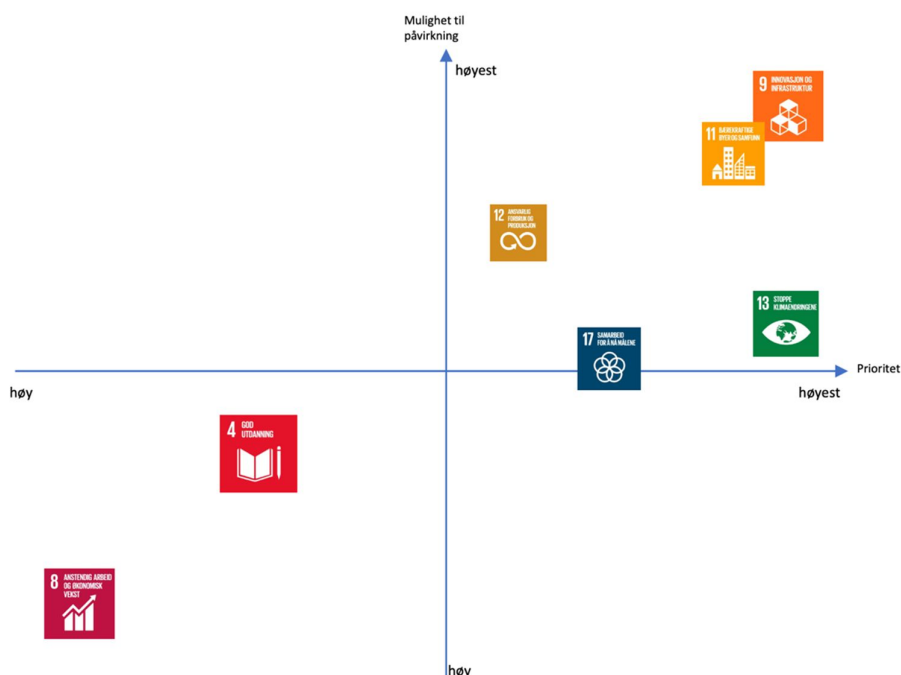 Mulighet til
påvirkning
høyest
9 INNOVASJON OG
INFRASTRUKTUR
11 BÆREKRAFTIGE
BYER OG SAMFUNN
12 ANSVARLIG
FORBRUK OG
PRODUKSJON
13 STOPPE
KLIMAENDRINGENE
17 SAMARBEID
FOR Å NÅ MÅLENE
Prioritet
høy
høyest
4 GOD
UTDANNING
8 ANSTENDIG ARBEID
OG ØKONOMISK
VEKST
høy